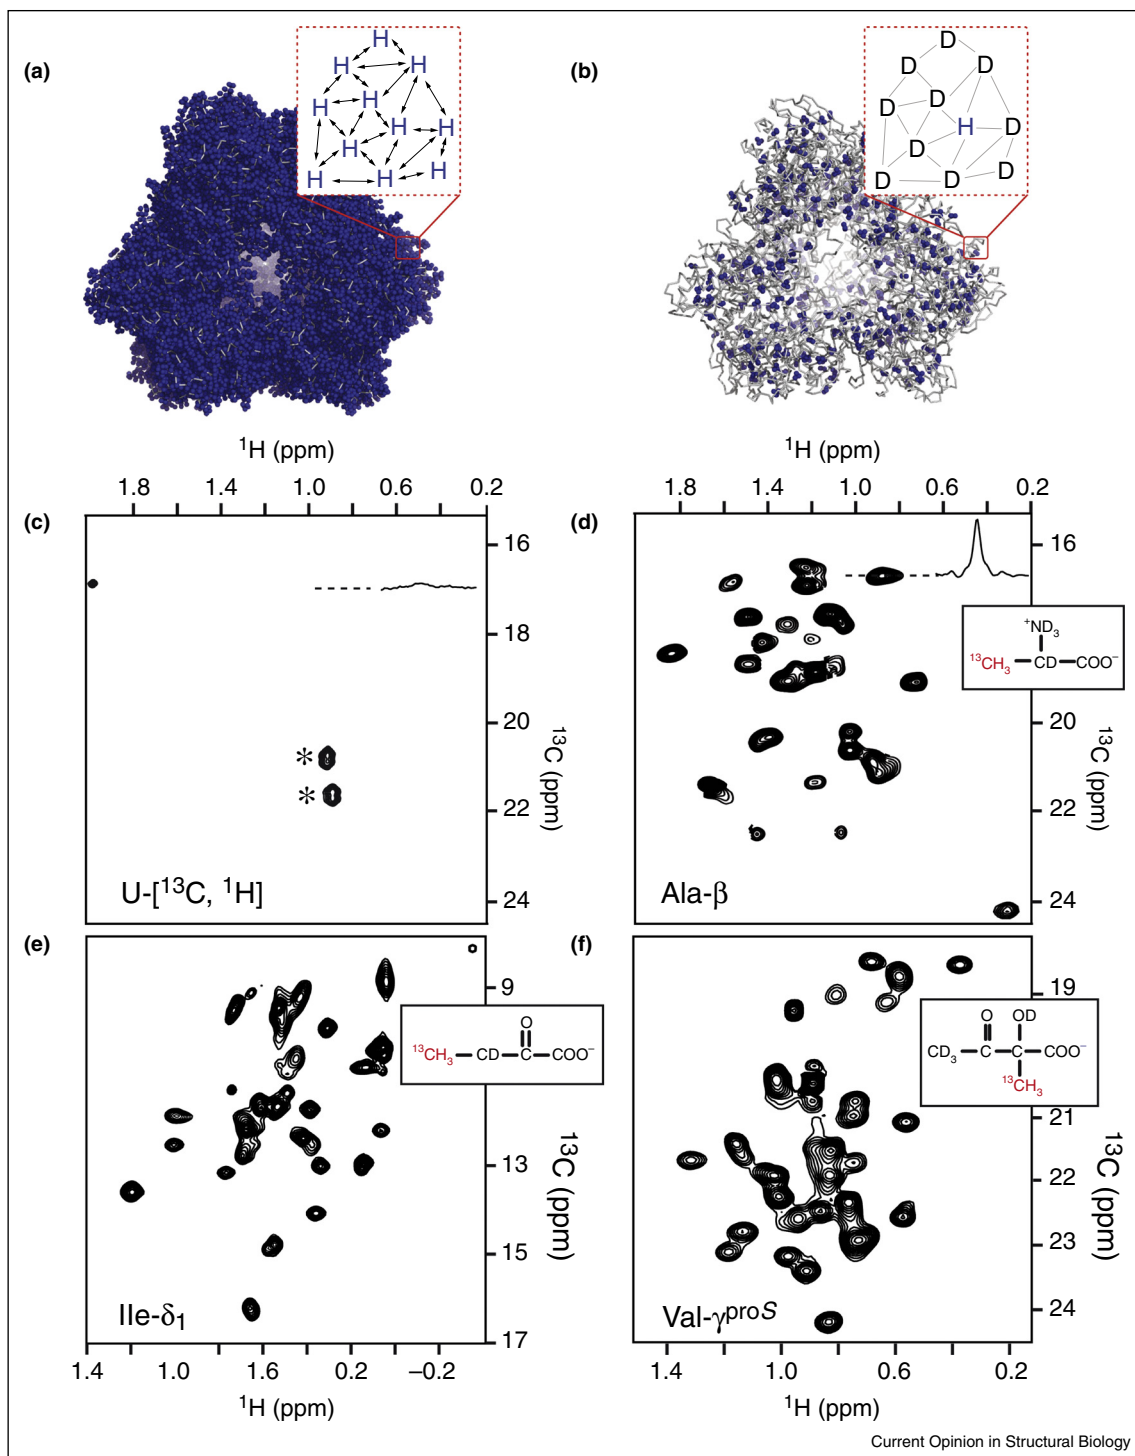 (a)
H
H H
H H
H H
H
H H H
(b)
D
D D
D D
H D
D
D D D
¹H (ppm)
1.8 1.4 1.0 0.6 0.2
(c)
16
18
20
22
24
¹³C (ppm)
*
*
U-[¹³C, ¹H]
¹H (ppm)
1.8 1.4 1.0 0.6 0.2
(d)
16
18
20
22
24
¹³C (ppm)
⁺ND₃
¹³CH₃ CD COO⁻
Ala-β
(e)
9
13
15
17
¹³C (ppm)
O
¹³CH₃ CD C COO⁻
Ile-δ₁
1.4 1.0 1.6 0.2 –0.2
¹H (ppm)
(f)
19
21
22
23
24
¹³C (ppm)
O OD
CD₃ C C COO⁻
¹³CH₃
Val-γᵖʳᵒˢ
1.4 1.0 0.6 0.2
¹H (ppm)
Current Opinion in Structural Biology